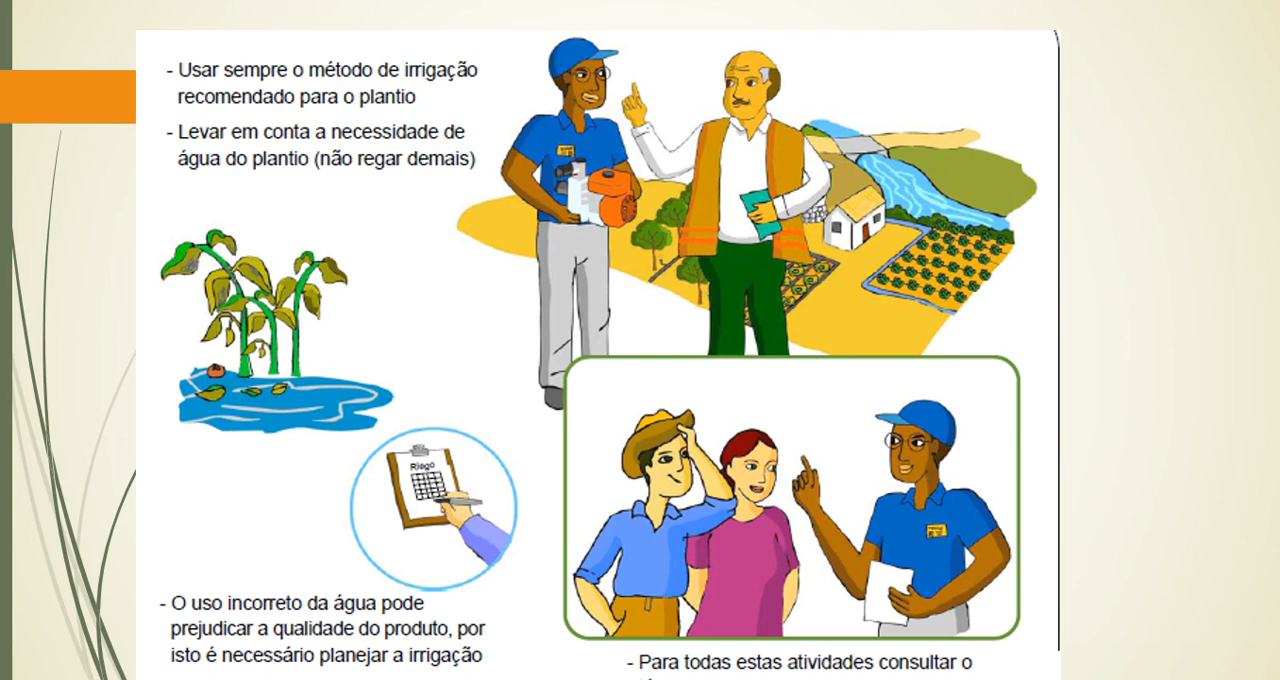 - Usar sempre o método de irrigação
recomendado para o plantio
- Levar em conta a necessidade de
água do plantio (não regar demais)
Riego
- O uso incorreto da água pode
prejudicar a qualidade do produto, por
isto é necessário planejar a irrigação
- Para todas estas atividades consultar o